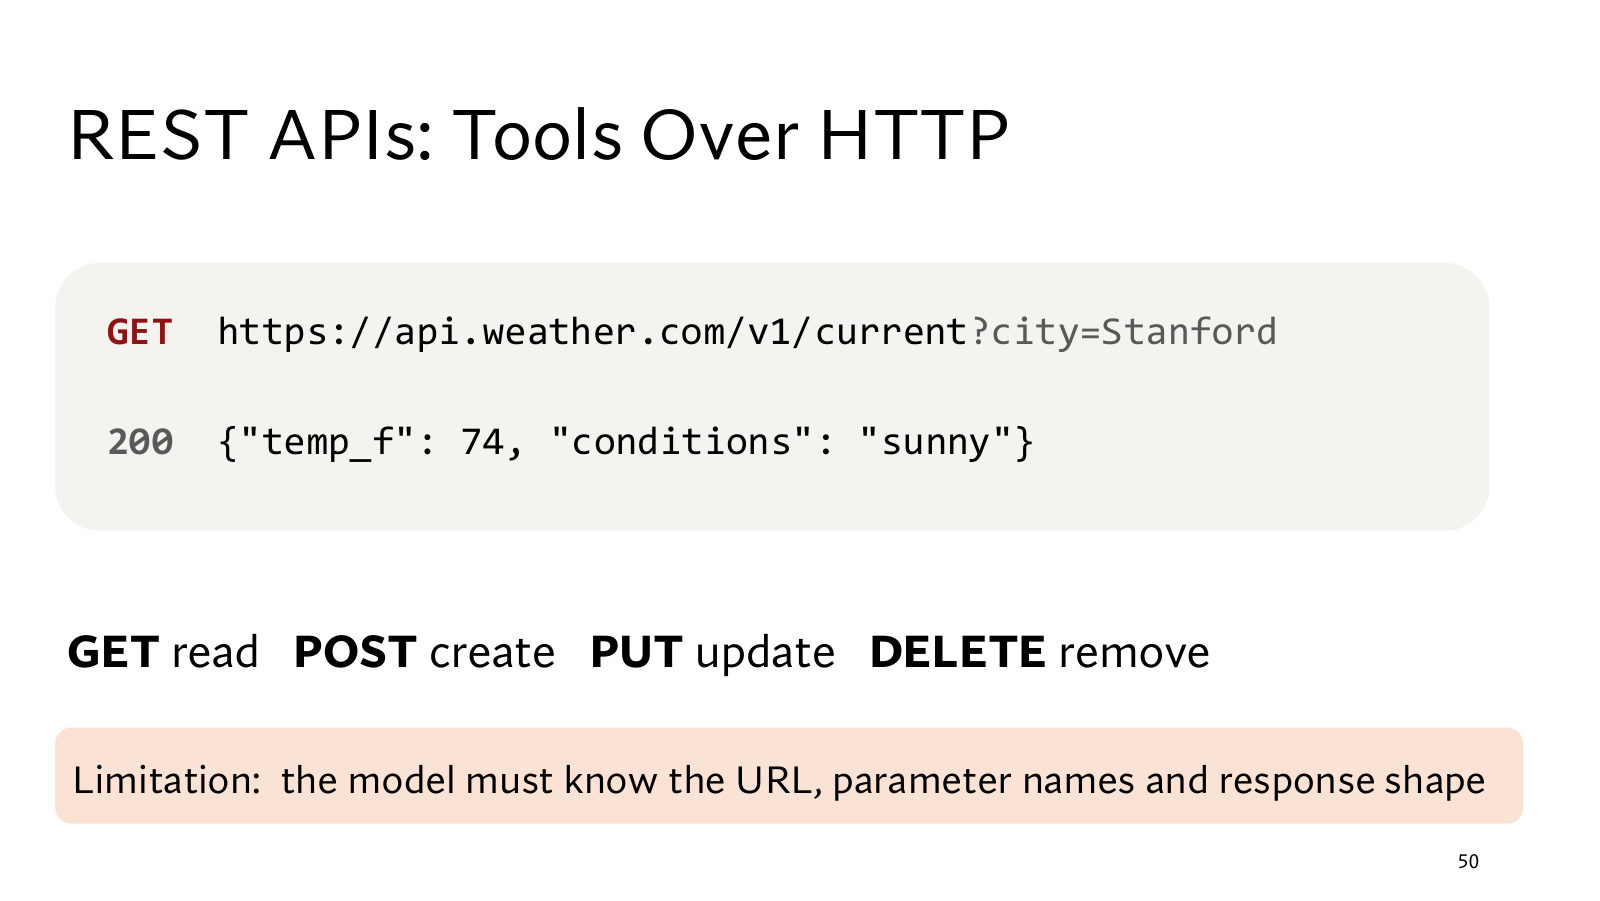 REST APIs: Tools Over HTTP
GET https://api.weather.com/v1/current?city=Stanford
200 {"temp_f": 74, "conditions": "sunny"}
GET read POST create PUT update DELETE remove
Limitation: the model must know the URL, parameter names and response shape
50